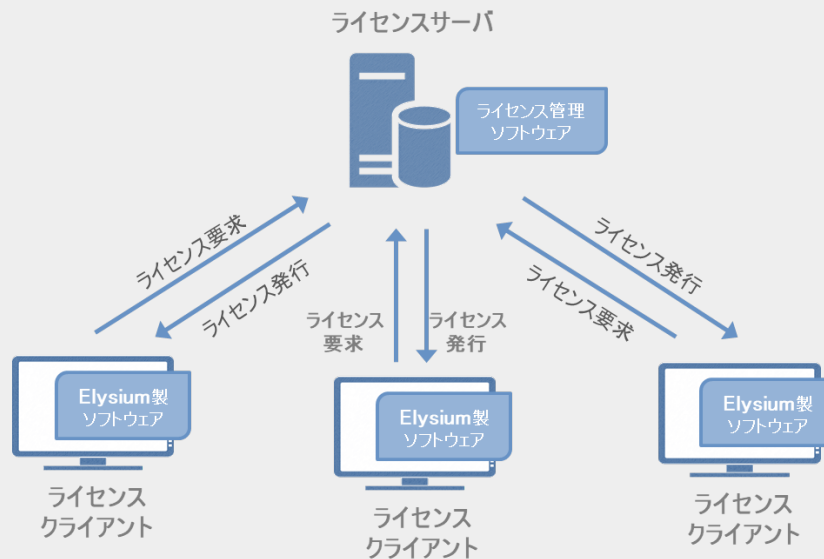 ライセンスサーバ
ライセンス管理
ソフトウェア
ライセンス要求
ライセンス発行
ライセンス
要求
ライセンス
発行
ライセンス発行
ライセンス要求
Elysium製
ソフトウェア
ライセンス
クライアント
Elysium製
ソフトウェア
ライセンス
クライアント
Elysium製
ソフトウェア
ライセンス
クライアント